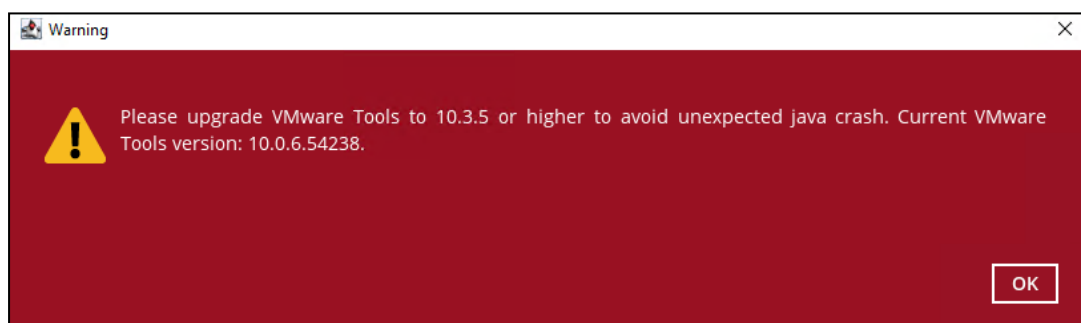 Warning
Please upgrade VMware Tools to 10.3.5 or higher to avoid unexpected java crash. Current VMware
Tools version: 10.0.6.54238.
OK